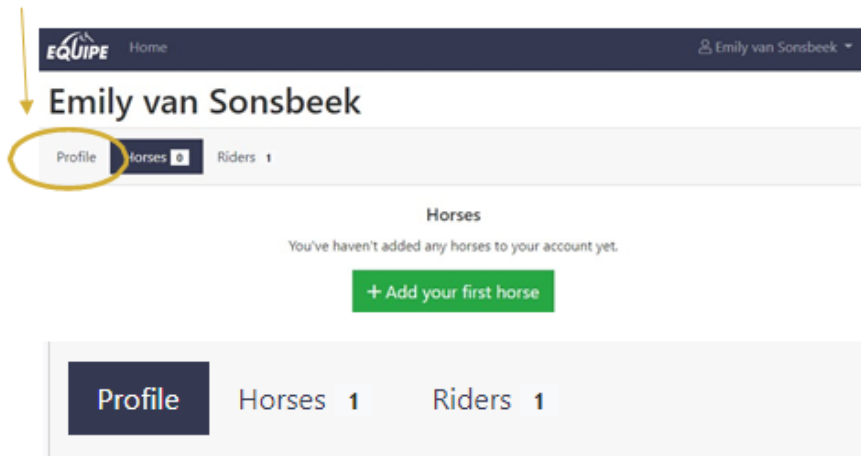 EQUIPE Home Emily van Sonsbeek
Emily van Sonsbeek
Profile Horses 0 Riders 1
Horses
You've haven't added any horses to your account yet.
+ Add your first horse
Profile Horses 1 Riders 1